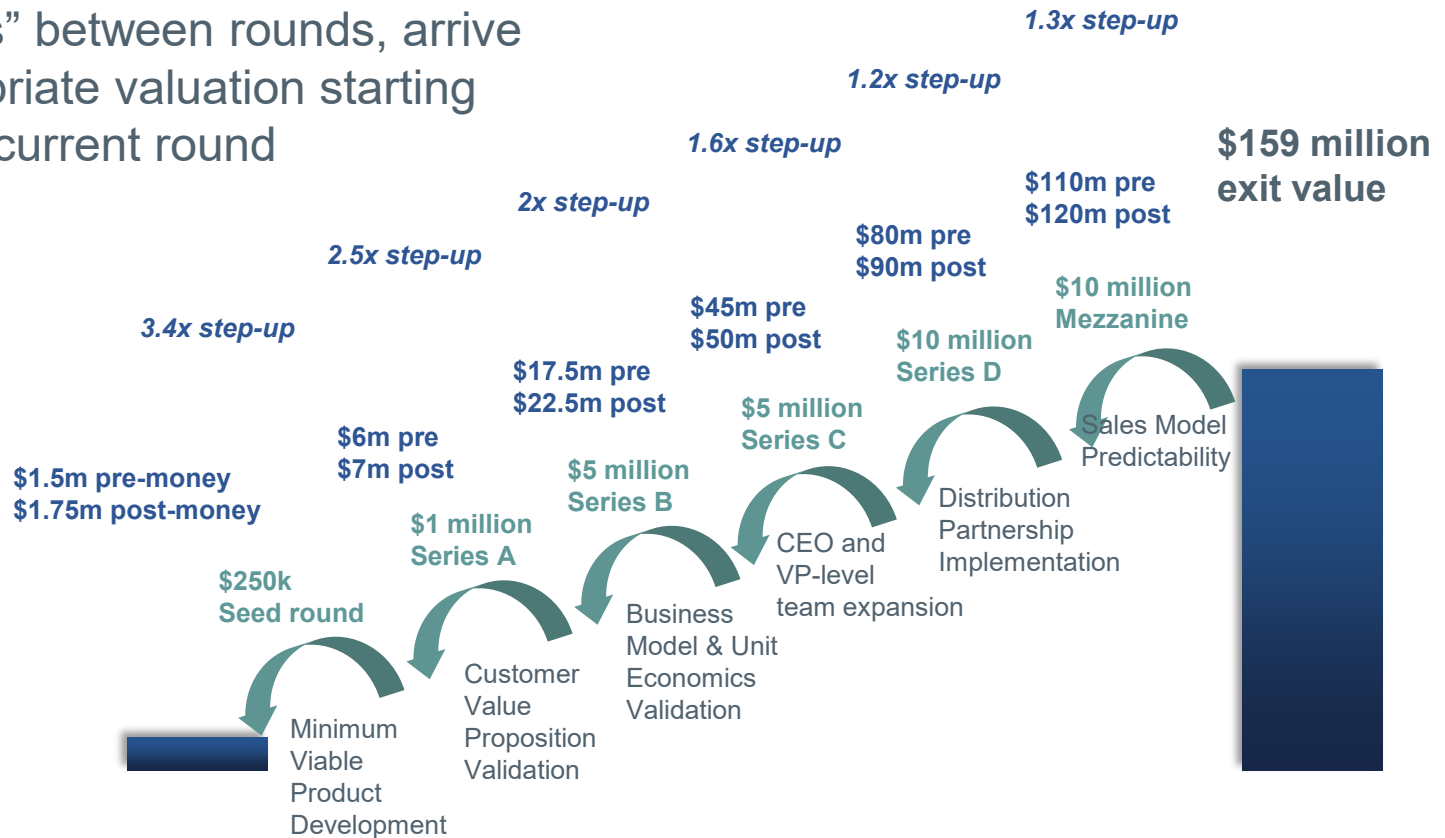 s” between rounds, arrive
priate valuation starting
current round
1.3x step-up
1.2x step-up
1.6x step-up
2x step-up
2.5x step-up
3.4x step-up
$159 million
exit value
$110m pre
$120m post
$80m pre
$90m post
$45m pre
$50m post
$17.5m pre
$22.5m post
$6m pre
$7m post
$1.5m pre-money
$1.75m post-money
$10 million
Mezzanine
$10 million
Series D
$5 million
Series C
$5 million
Series B
$1 million
Series A
$250k
Seed round
Sales Model
Predictability
Distribution
Partnership
Implementation
CEO and
VP-level
team expansion
Business
Model & Unit
Economics
Validation
Customer
Value
Proposition
Validation
Minimum
Viable
Product
Development